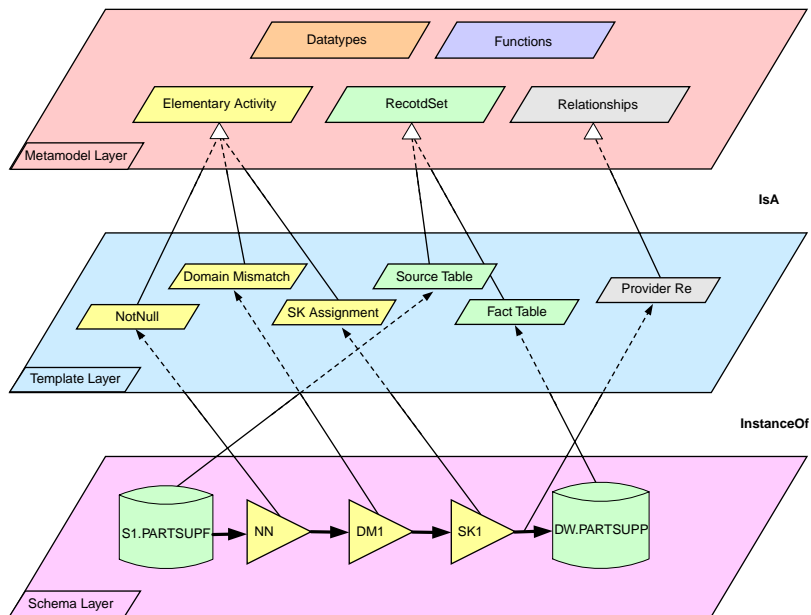 Datatypes
Functions
Elementary Activity
RecotdSet
Relationships
Metamodel Layer
IsA
Domain Mismatch
Source Table
Provider Re
NotNull
SK Assignment
Fact Table
Template Layer
InstanceOf
S1.PARTSUPF
NN
DM1
SK1
DW.PARTSUPP
Schema Layer